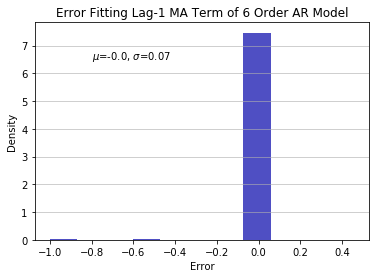 Error Fitting Lag-1 MA Term of 6 Order AR Model
7
μ=-0.0, σ=0.07
6
5
4
3
2
1
0
Density
-1.0 -0.8 -0.6 -0.4 -0.2 0.0 0.2 0.4
Error